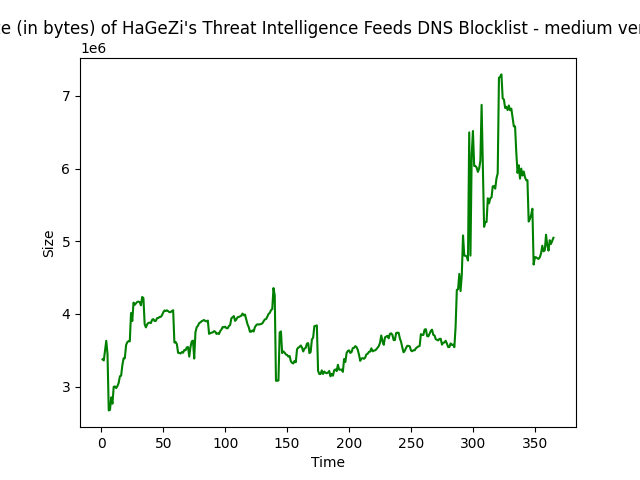 e (in bytes) of HaGeZi's Threat Intelligence Feeds DNS Blocklist - medium ver
1e6
7
6
5
4
3
Size
0 50 100 150 200 250 300 350
Time